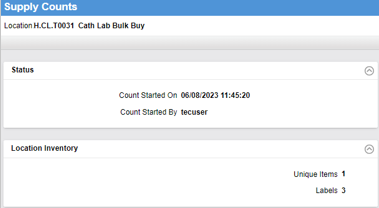 Supply Counts
Location H.CL.T0031 Cath Lab Bulk Buy
Status
Count Started On 06/08/2023 11:45:20
Count Started By tecuser
Location Inventory
Unique Items 1
Labels 3